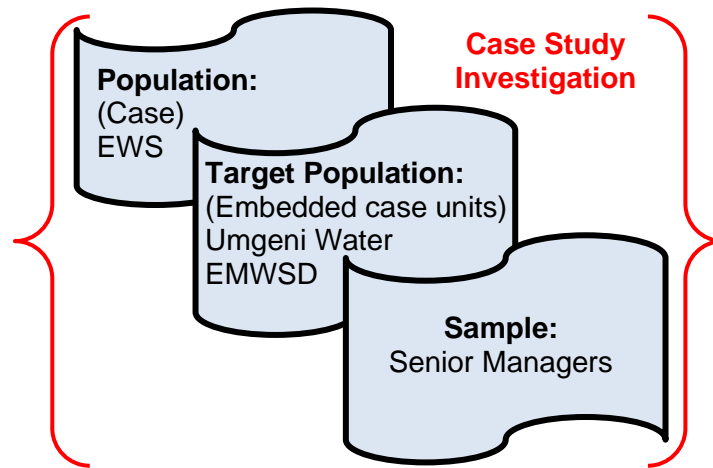 Case Study
Investigation
Population:
(Case)
EWS
Target Population:
(Embedded case units)
Umgeni Water
EMWSD
Sample:
Senior Managers